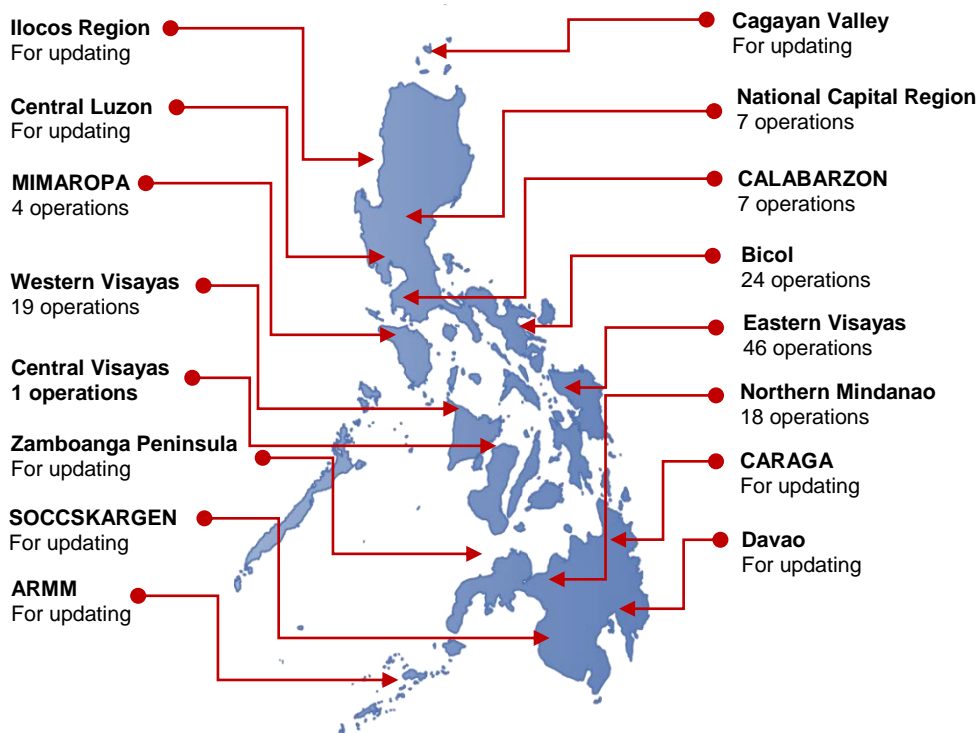 Ilocos Region
For updating
Central Luzon
For updating
MIMAROPA
4 operations
Western Visayas
19 operations
Central Visayas
1 operations
Zamboanga Peninsula
For updating
SOCCSKARGEN
For updating
ARMM
For updating
Cagayan Valley
For updating
National Capital Region
7 operations
CALABARZON
7 operations
Bicol
24 operations
Eastern Visayas
46 operations
Northern Mindanao
18 operations
CARAGA
For updating
Davao
For updating